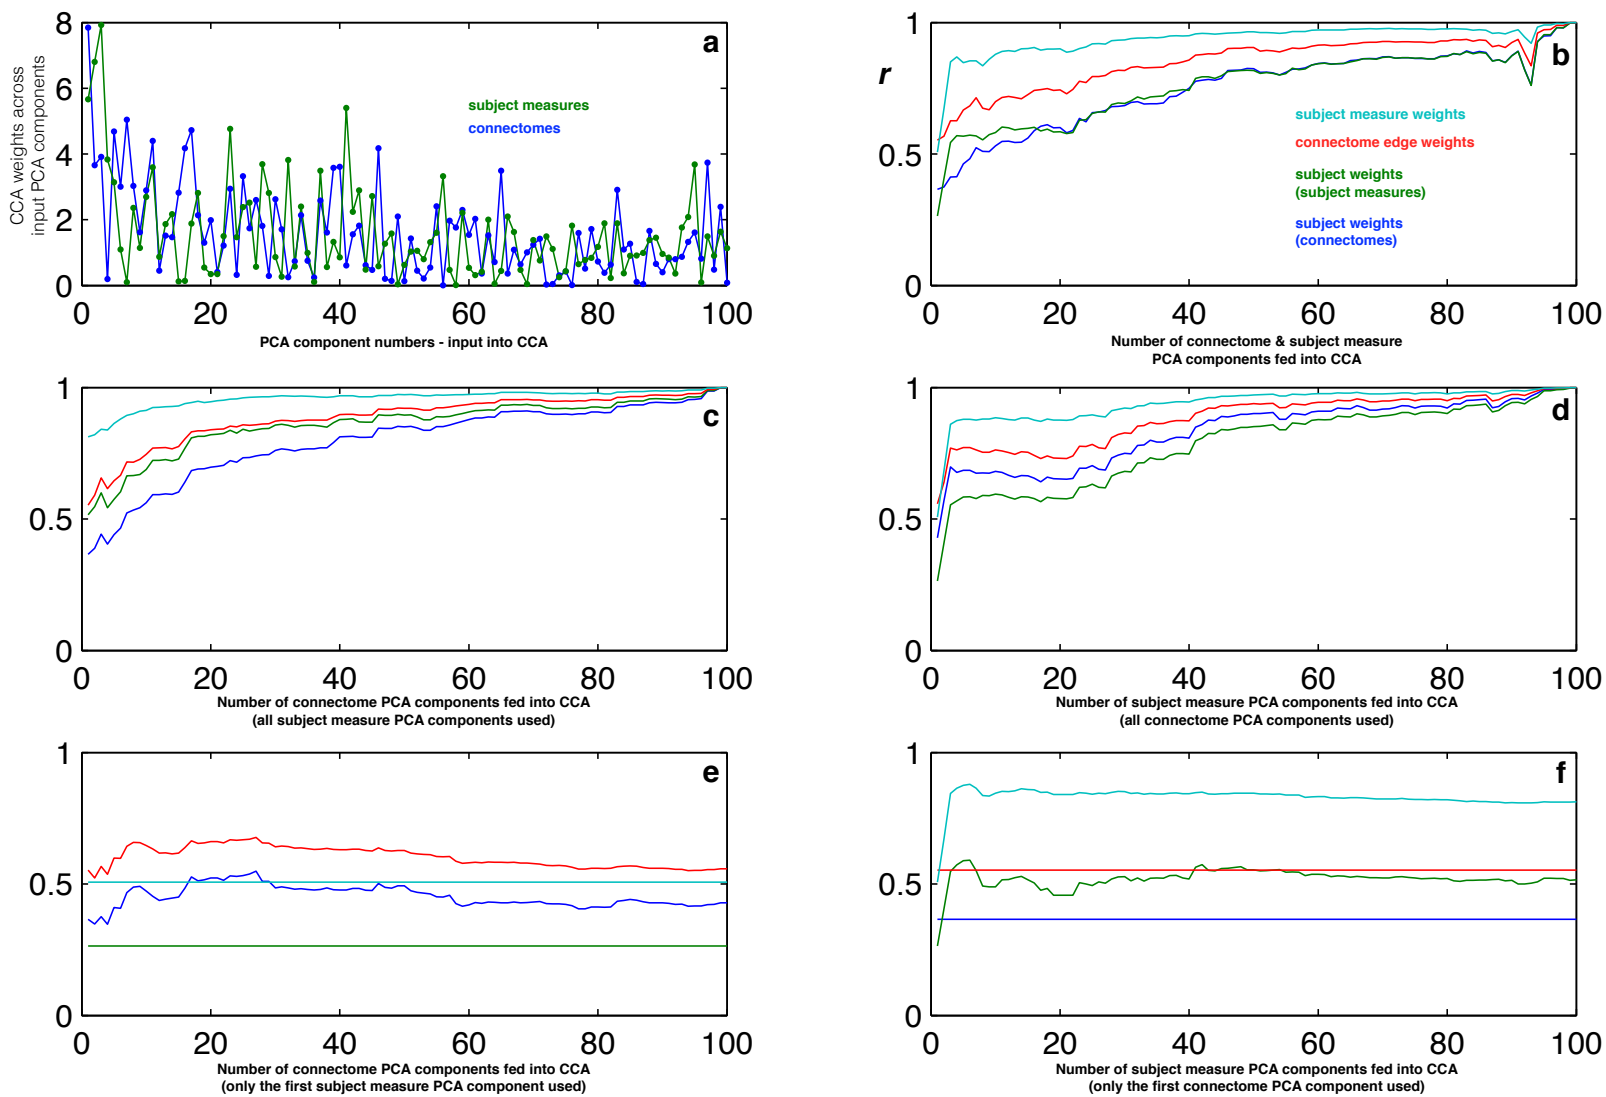 8
6
4
2
0
CCA weights across
input PCA components
a
subject measures
connectomes
0 20 40 60 80 100
PCA component numbers - input into CCA
1
r
0.5
0
b
subject measure weights
connectome edge weights
subject weights
(subject measures)
subject weights
(connectomes)
0 20 40 60 80 100
Number of connectome & subject measure
PCA components fed into CCA
1
0.5
0
c
0 20 40 60 80 100
Number of connectome PCA components fed into CCA
(all subject measure PCA components used)
1
0.5
0
d
0 20 40 60 80 100
Number of subject measure PCA components fed into CCA
(all connectome PCA components used)
1
0.5
0
e
0 20 40 60 80 100
Number of connectome PCA components fed into CCA
(only the first subject measure PCA component used)
1
0.5
0
f
0 20 40 60 80 100
Number of subject measure PCA components fed into CCA
(only the first connectome PCA component used)